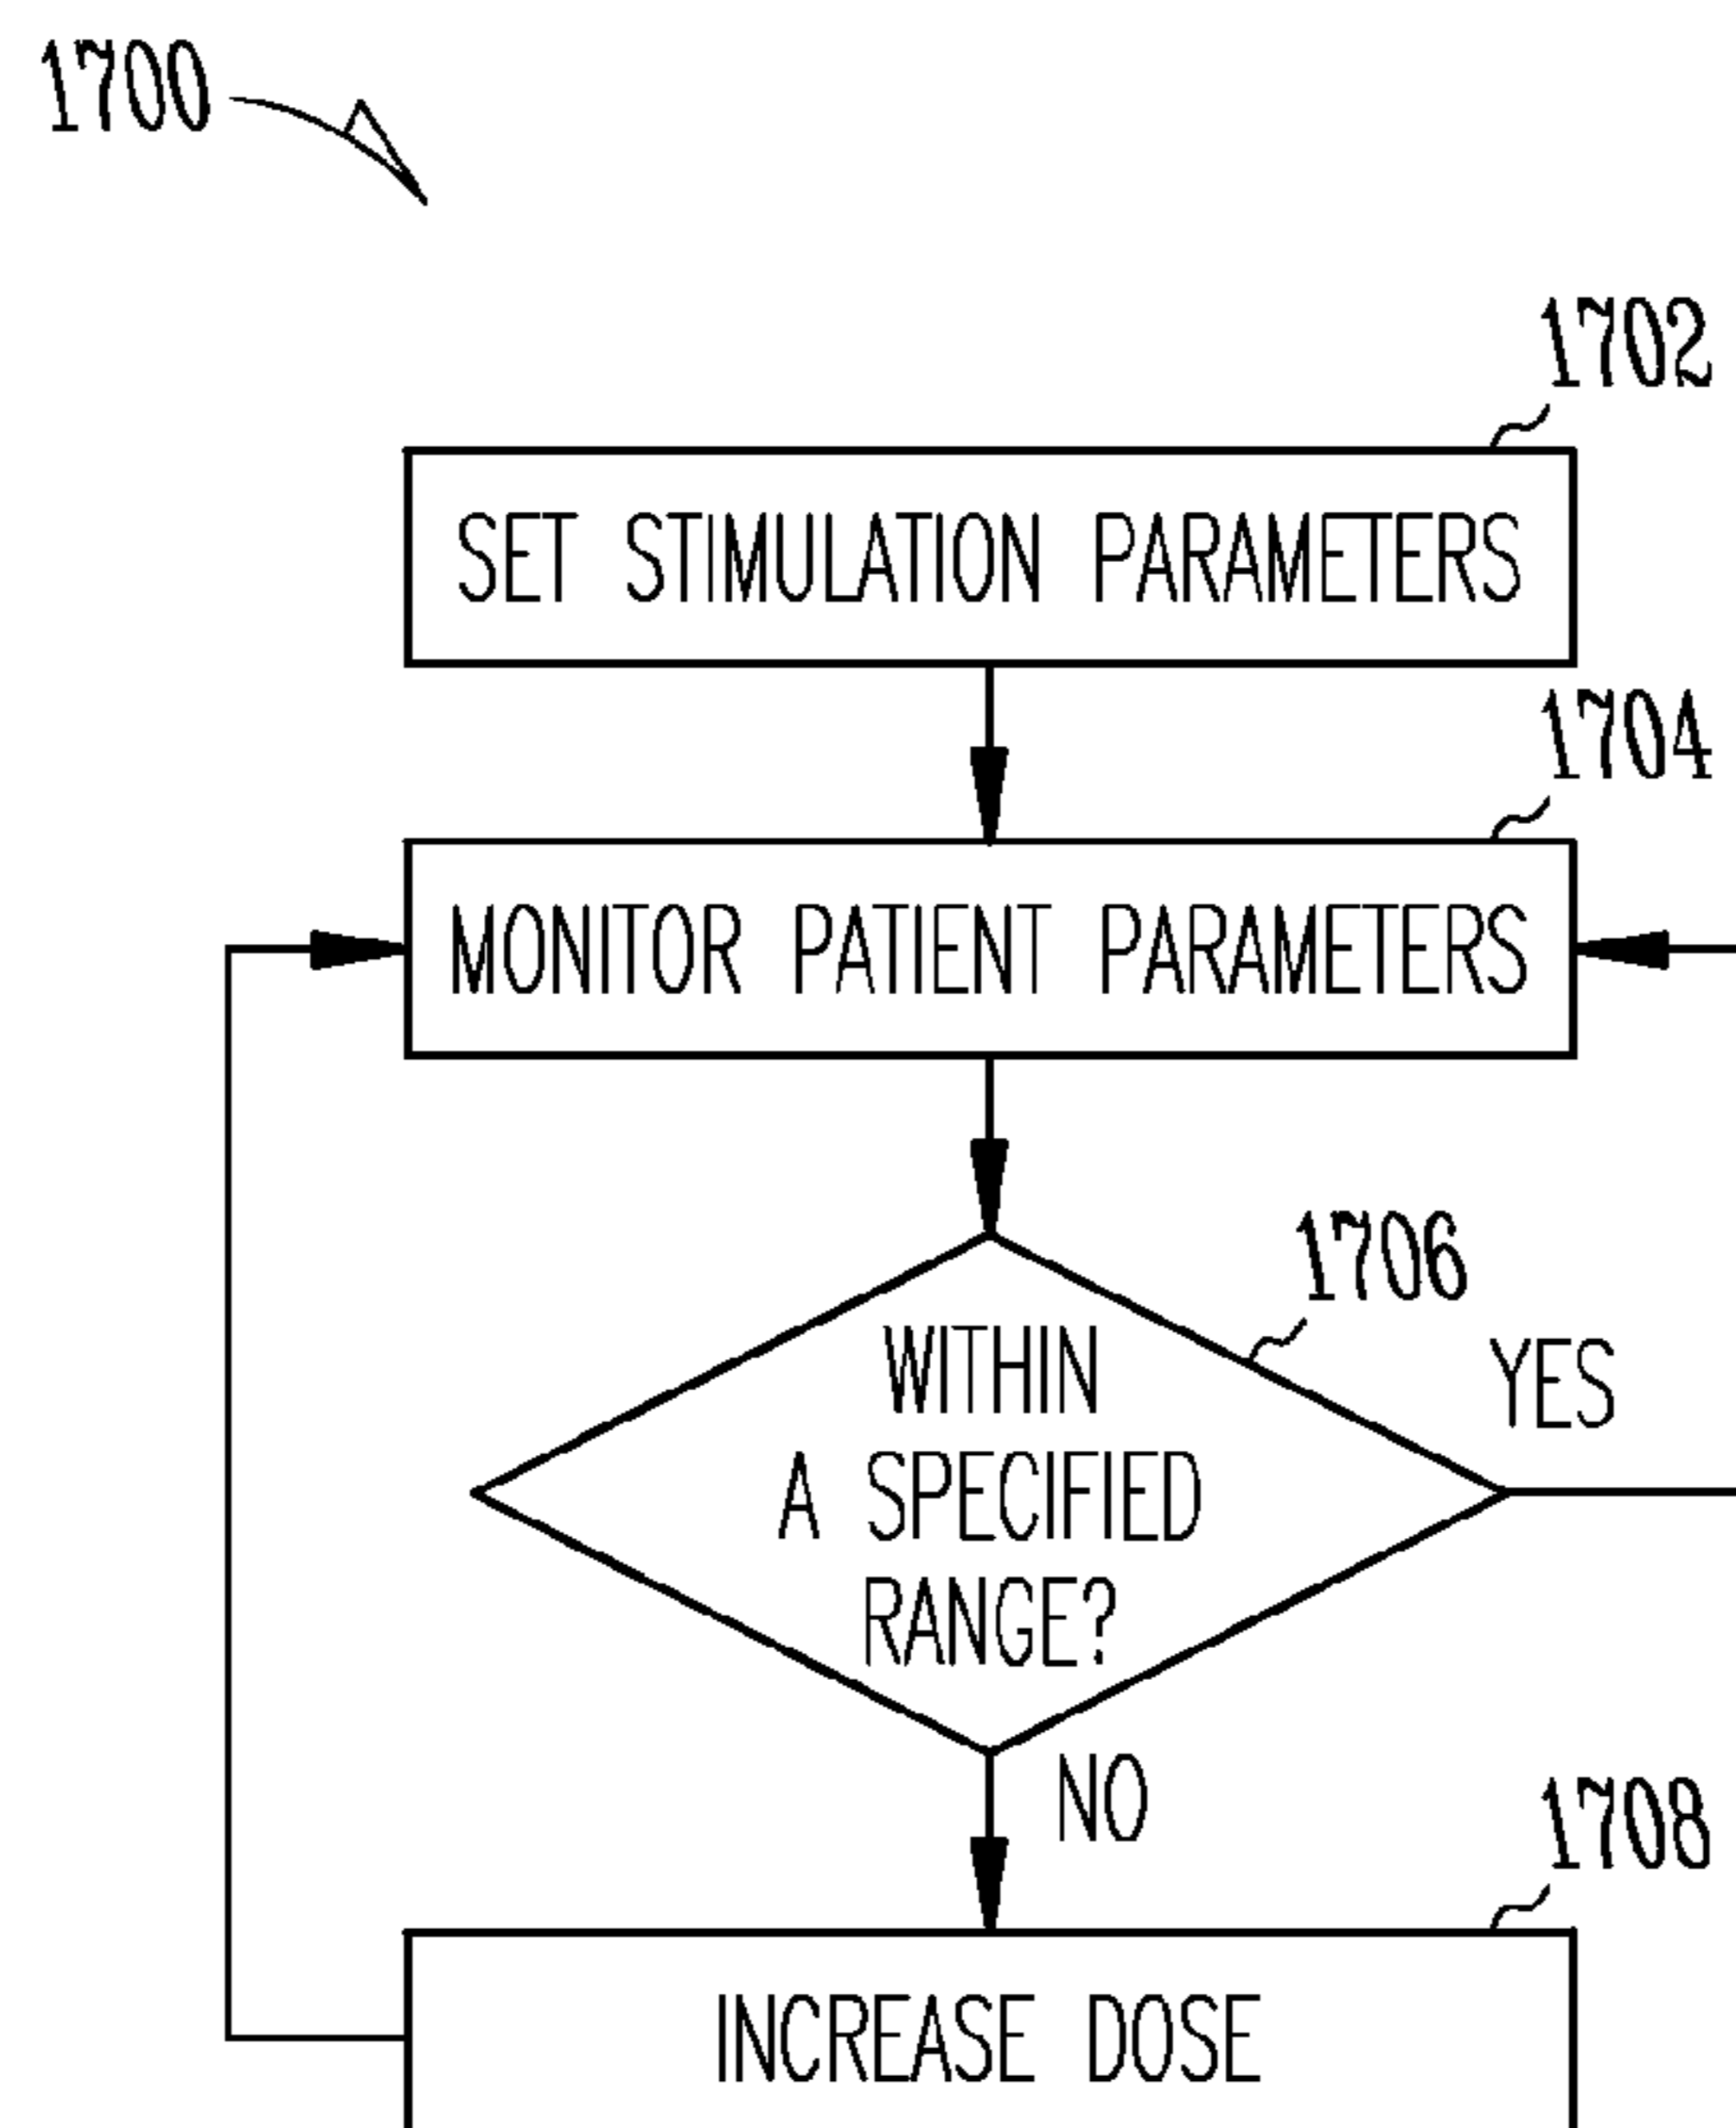 1700
1702
SET STIMULATION PARAMETERS
1704
MONITOR PATIENT PARAMETERS
1706
WITHIN
A SPECIFIED
RANGE?
YES
NO
1708
INCREASE DOSE